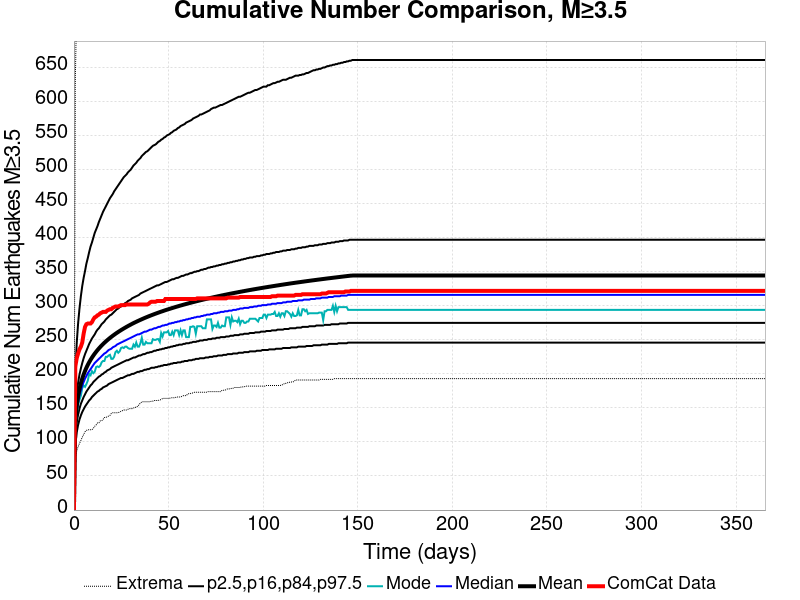 Cumulative Number Comparison, M≥3.5
Cumulative Num Earthquakes M≥3.5
650
600
550
500
450
400
350
300
250
200
150
100
50
0
0 50 100 150 200 250 300 350
Time (days)
Extrema p2.5,p16,p84,p97.5 Mode Median Mean ComCat Data